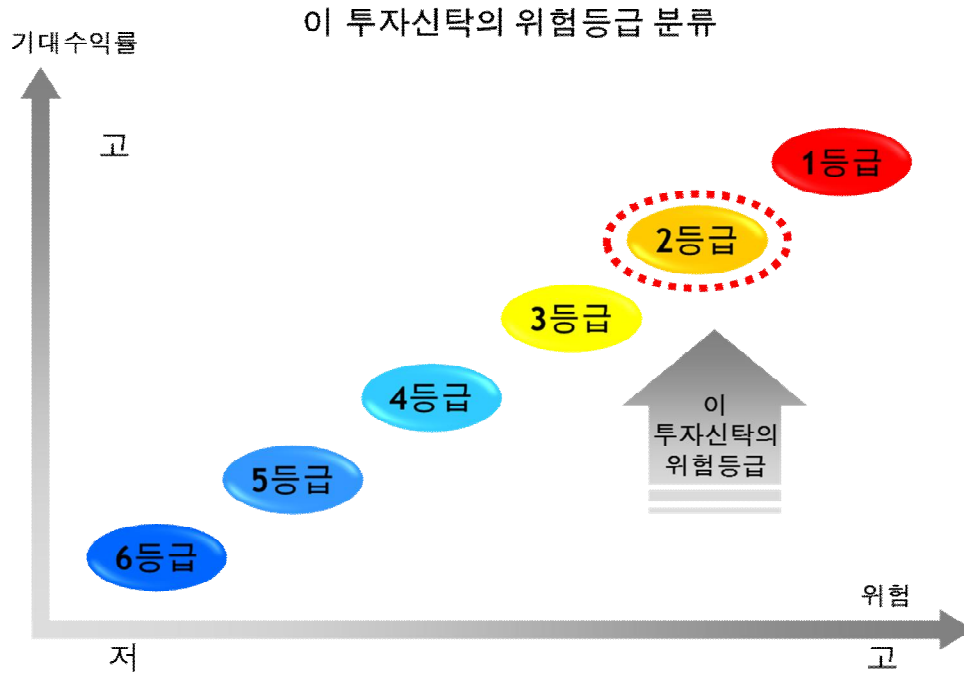 이 투자신탁의 위험등급 분류
기대수익률
고
1등급
2등급
3등급
4등급
5등급
6등급
이
투자신탁의
위험등급
위험
저
고